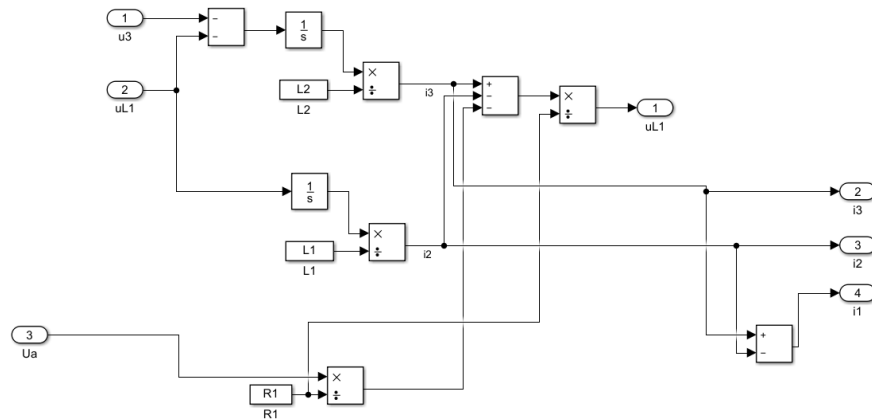 1
u3
−
−
1
s
2
uL1
L2
L2
×
÷
i3
+
−
−
×
÷
1
uL1
1
s
L1
L1
×
÷
i2
2
i3
3
i2
4
i1
+
−
3
Ua
R1
R1
×
÷